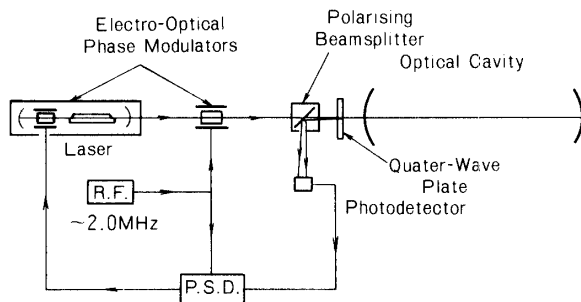 Electro-Optical
Phase Modulators
Polarising
Beamsplitter
Optical Cavity
Laser
Quater-Wave
Plate
Photodetector
R.F.
~2.0MHz
P.S.D.